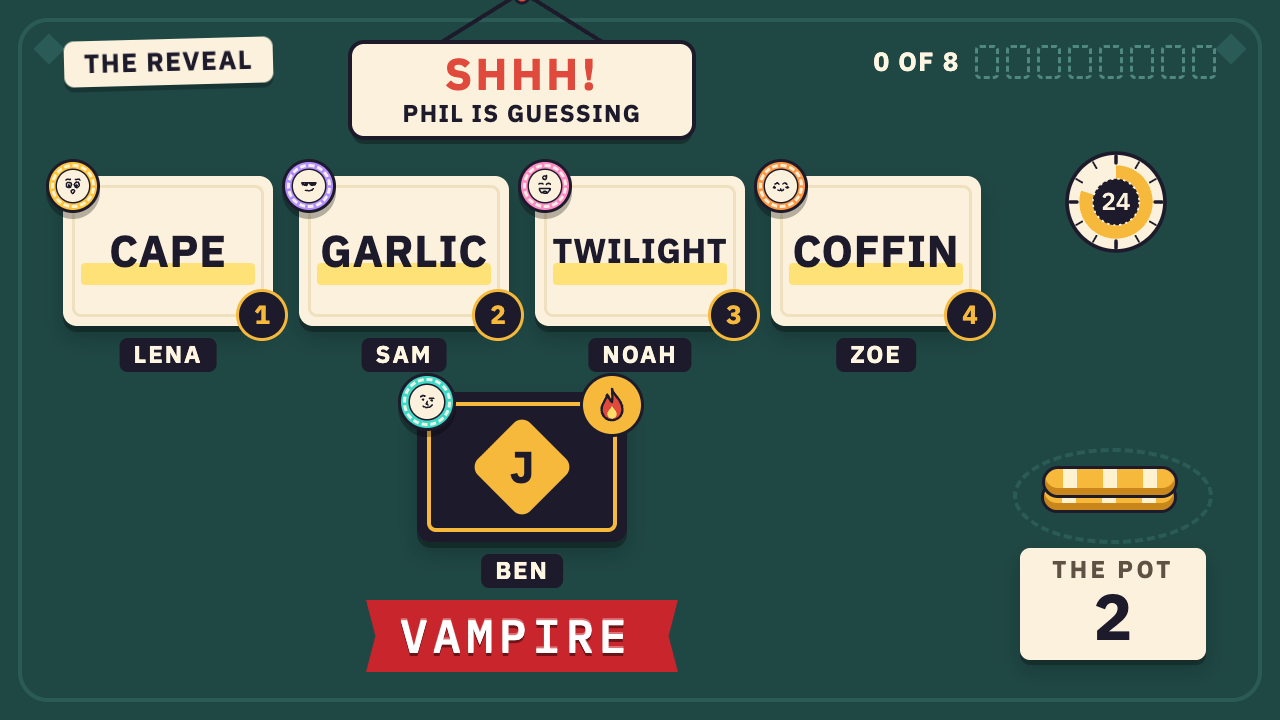 THE REVEAL
SHHH!
PHIL IS GUESSING
0 OF 8
CAPE
1
LENA
GARLIC
2
SAM
TWILIGHT
3
NOAH
COFFIN
4
ZOE
24
J
BEN
VAMPIRE
THE POT
2